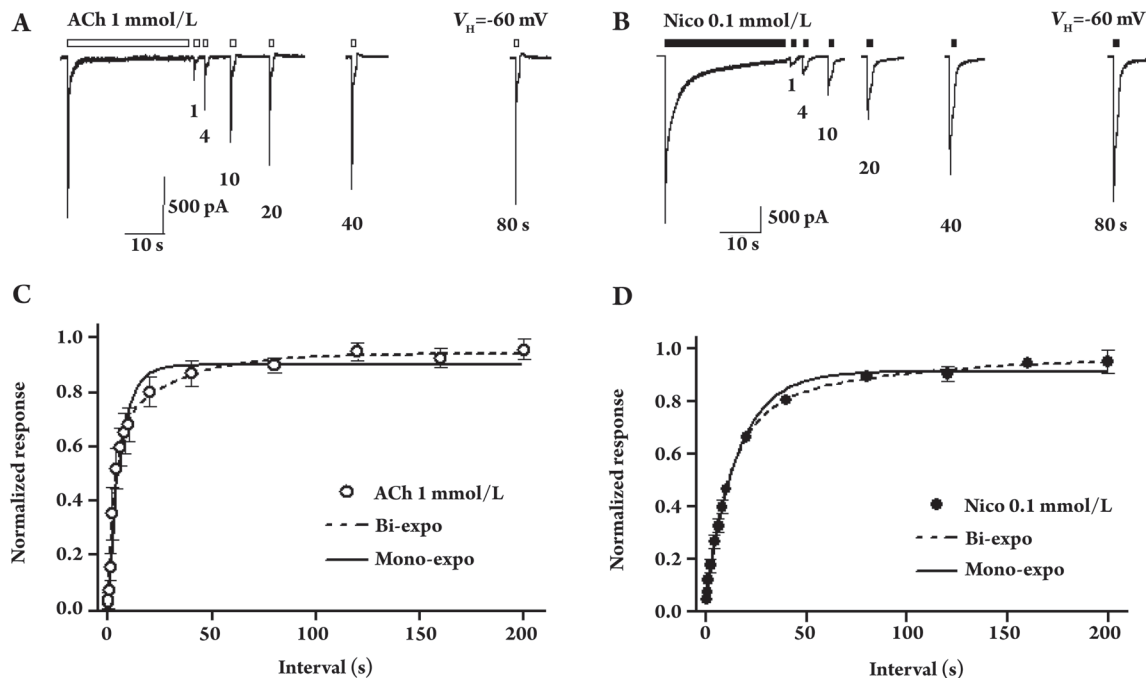 A
ACh 1 mmol/L
V_H=-60 mV
1
4
10
20
40
80 s
500 pA
10 s
B
Nico 0.1 mmol/L
V_H=-60 mV
1
4
10
20
40
80 s
500 pA
10 s
C
Normalized response
1.0
0.8
0.6
0.4
0.2
0.0
ACh 1 mmol/L
Bi-expo
Mono-expo
0 50 100 150 200
Interval (s)
D
Normalized response
1.0
0.8
0.6
0.4
0.2
0.0
Nico 0.1 mmol/L
Bi-expo
Mono-expo
0 50 100 150 200
Interval (s)